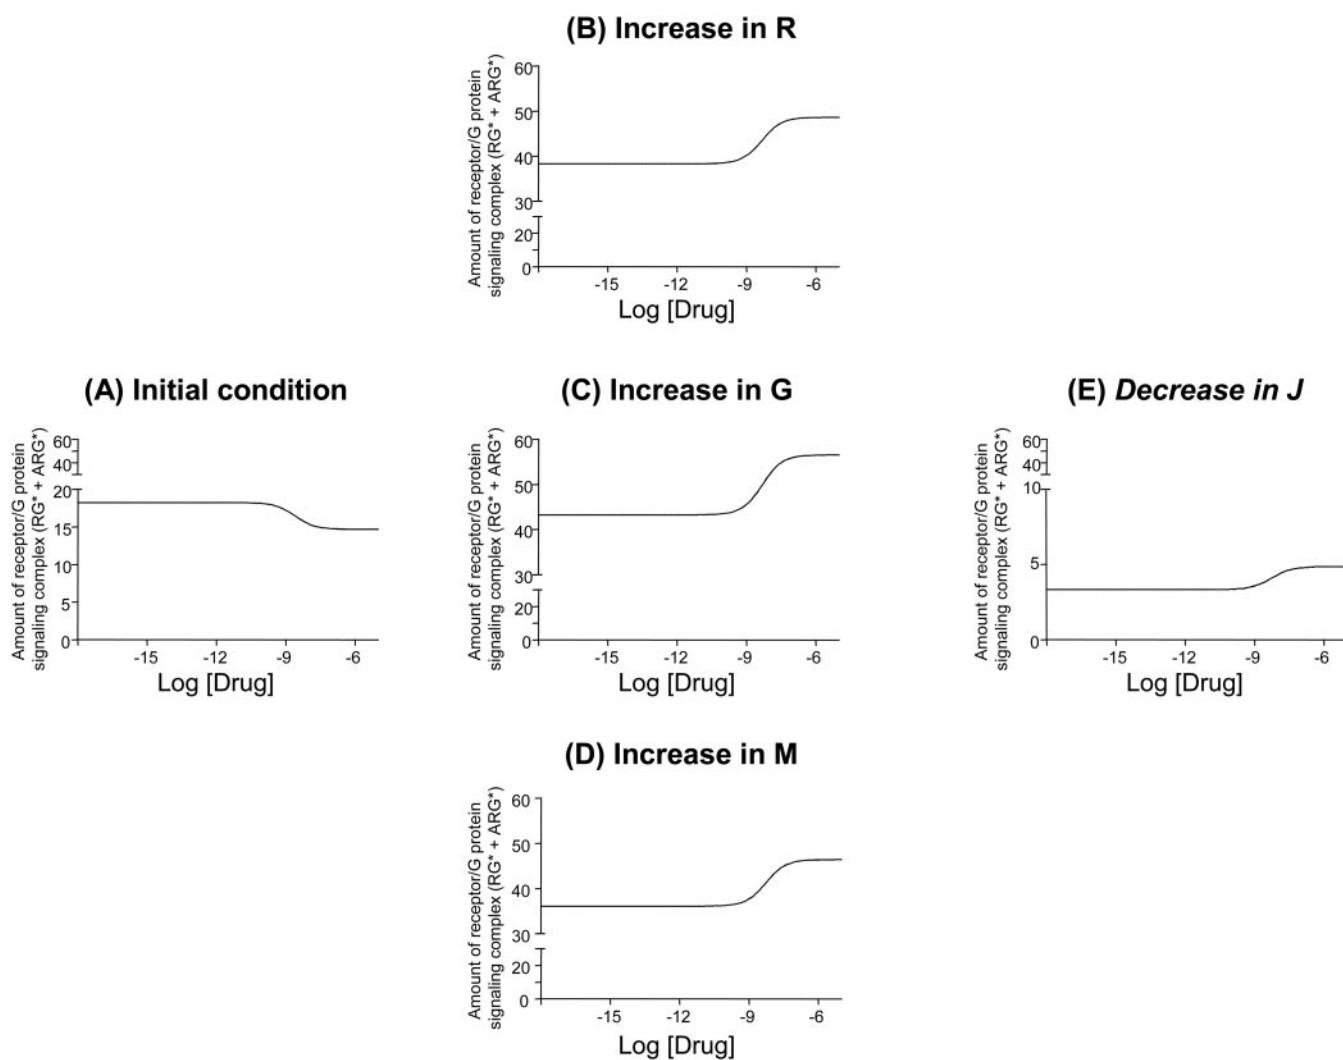 (B) Increase in R
Amount of receptor/G protein
signaling complex (RG* + ARG*)
60
50
40
30
20
0
-15 -12 -9 -6
Log [Drug]
(A) Initial condition
Amount of receptor/G protein
signaling complex (RG* + ARG*)
60
40
20
15
10
5
0
-15 -12 -9 -6
Log [Drug]
(C) Increase in G
Amount of receptor/G protein
signaling complex (RG* + ARG*)
60
50
40
30
20
0
-15 -12 -9 -6
Log [Drug]
(E) Decrease in J
Amount of receptor/G protein
signaling complex (RG* + ARG*)
60
40
10
5
0
-15 -12 -9 -6
Log [Drug]
(D) Increase in M
Amount of receptor/G protein
signaling complex (RG* + ARG*)
60
50
40
30
20
0
-15 -12 -9 -6
Log [Drug]